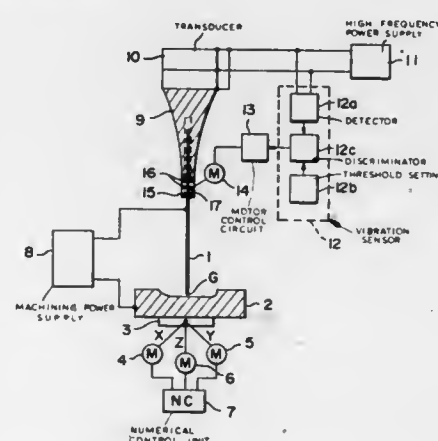 TRANSDUCER
HIGH FREQUENCY
POWER SUPPLY
10
11
9
13
12a
DETECTOR
12c
DISCRIMINATOR
THRESHOLD SETTING
12b
16
15
17
M
14
MOTOR
CONTROL
CIRCUIT
12
VIBRATION
SENSOR
8
1
G
MACHINING POWER
SUPPLY
2
3
X
Z
Y
4
M
M
M
5
6
NC
7
NUMERICAL
CONTROL UNIT